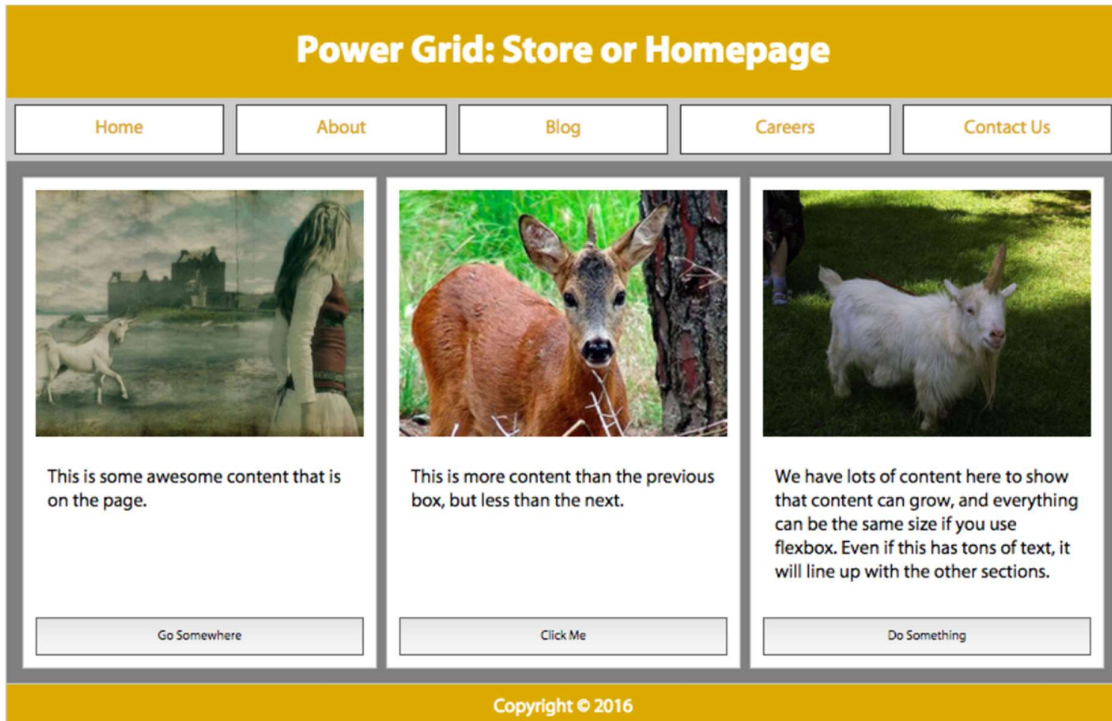 Power Grid: Store or Homepage
Home
About
Blog
Careers
Contact Us
This is some awesome content that is
on the page.
Go Somewhere
This is more content than the previous
box, but less than the next.
Click Me
We have lots of content here to show
that content can grow, and everything
can be the same size if you use
flexbox. Even if this has tons of text, it
will line up with the other sections.
Do Something
Copyright © 2016